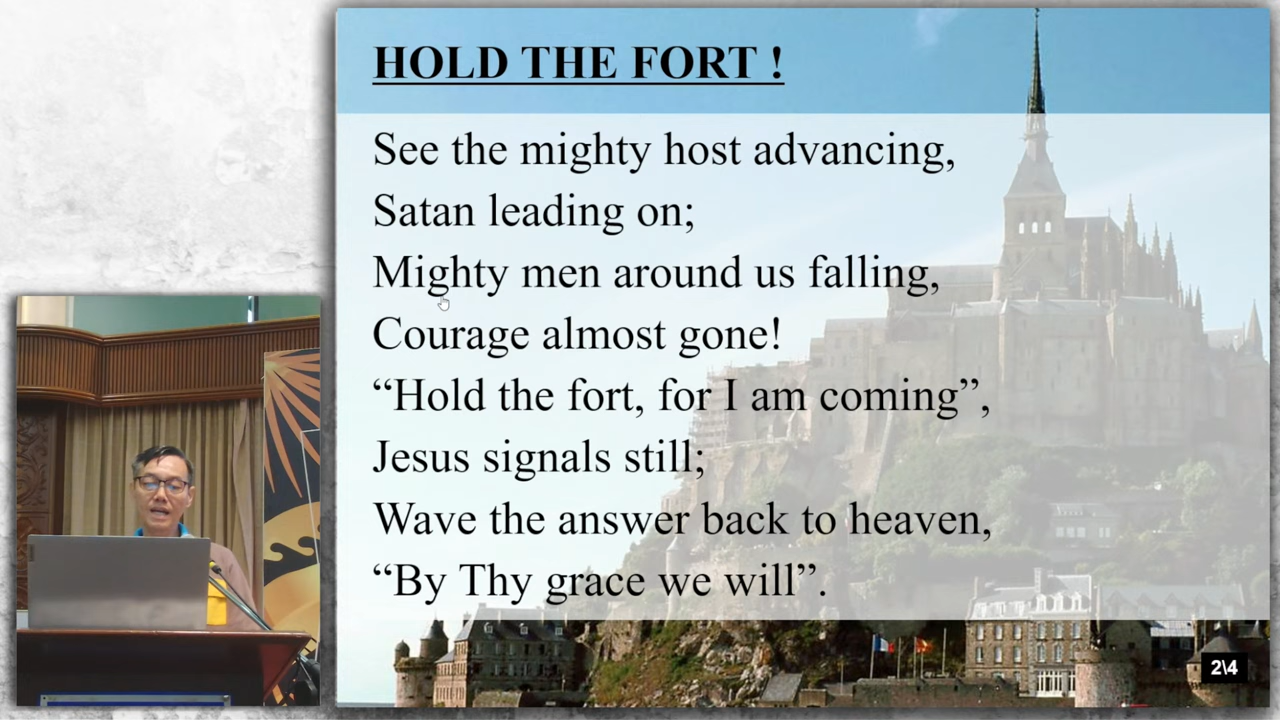 HOLD THE FORT !
See the mighty host advancing,
Satan leading on;
Mighty men around us falling,
Courage almost gone!
“Hold the fort, for I am coming”,
Jesus signals still;
Wave the answer back to heaven,
“By Thy grace we will”.
2\4